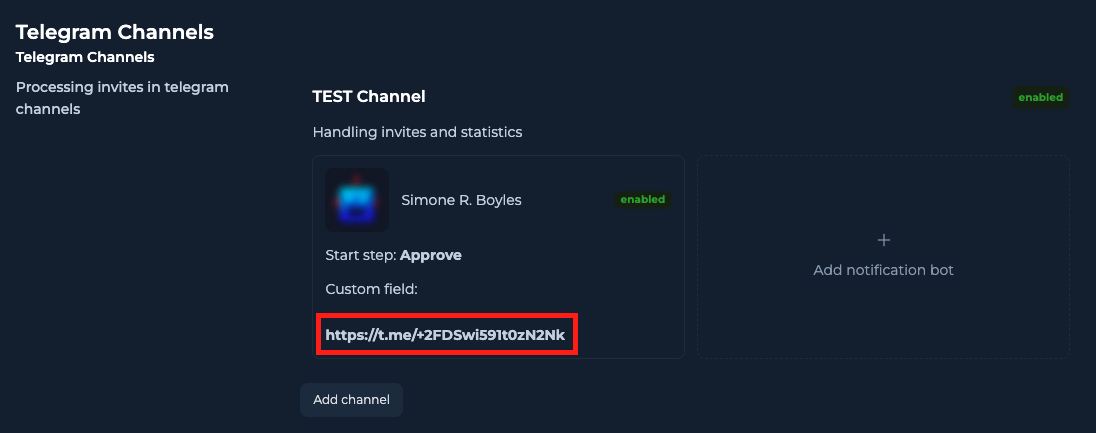 Telegram Channels
Telegram Channels
Processing invites in telegram
channels
TEST Channel
enabled
Handling invites and statistics
Simone R. Boyles
enabled
Start step: Approve
Custom field:
https://t.me/+2FDSwi591t0zN2Nk
+
Add notification bot
Add channel